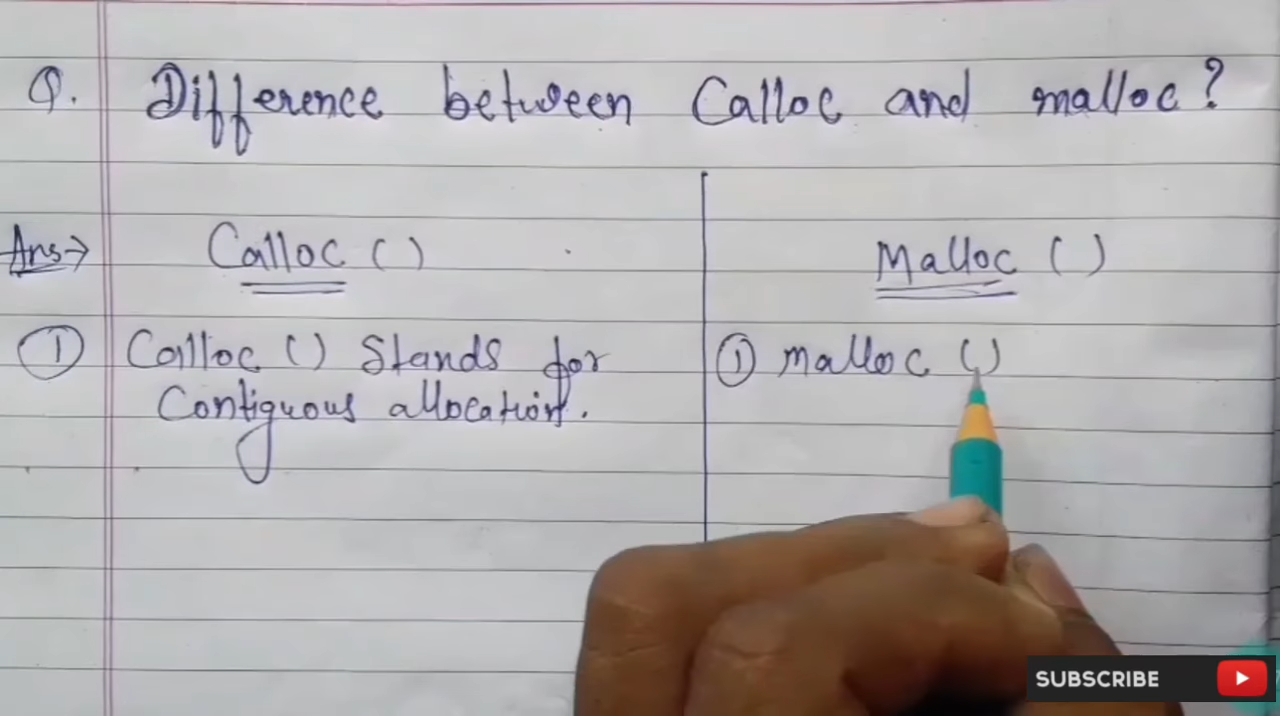 Q. Difference between Calloc and malloc?
Ans→ Calloc ( ) Malloc ( )
① Calloc () Stands for
Contiguous allocation.
① malloc ()
SUBSCRIBE